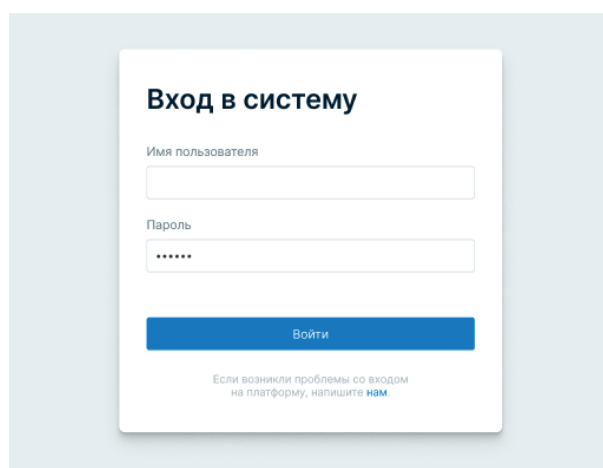 Вход в систему
Имя пользователя
Пароль
••••••
Войти
Если возникли проблемы со входом
на платформу, напишите нам.